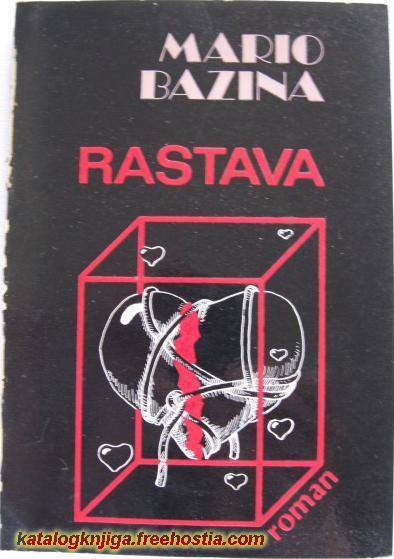 MARIO
BAZINA
RASTAVA
roman
katalogknjiga.freehostia.com